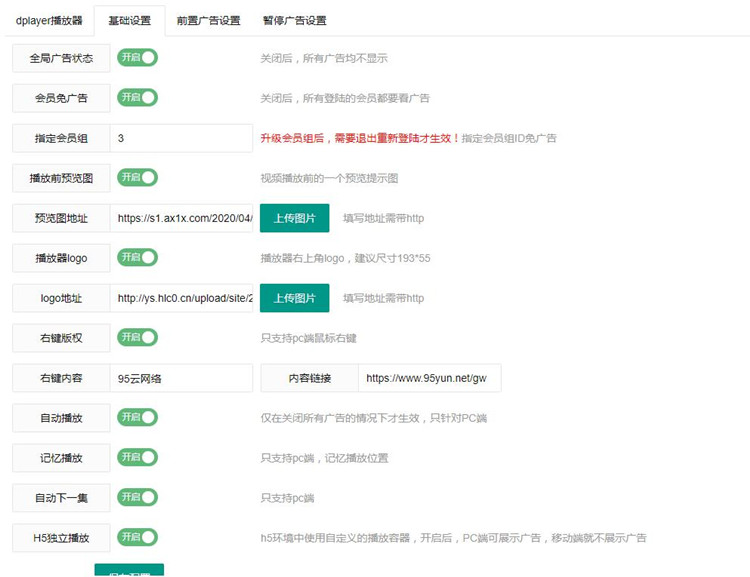 dplayer播放器 基础设置 前置广告设置 暂停广告设置
全局广告状态 开启 关闭后，所有广告均不显示
会员免广告 开启 关闭后，所有登陆的会员都要看广告
指定会员组 3 升级会员组后，需要退出重新登陆才生效！指定会员组ID免广告
播放前预览图 开启 视频播放前的一个预览提示图
预览图地址 https://s1.ax1x.com/2020/04/ 上传图片 填写地址需带http
播放器logo 开启 播放器右上角logo，建议尺寸193*55
logo地址 http://ys.hlc0.cn/upload/site/2 上传图片 填写地址需带http
右键版权 开启 只支持pc端鼠标右键
右键内容 95云网络 内容链接 https://www.95yun.net/gw
自动播放 开启 仅在关闭所有广告的情况下才生效，只针对PC端
记忆播放 开启 只支持pc端，记忆播放位置
自动下一集 开启 只支持pc端
H5独立播放 开启 h5环境中使用自定义的播放容器，开启后，PC端可展示广告，移动端就不展示广告